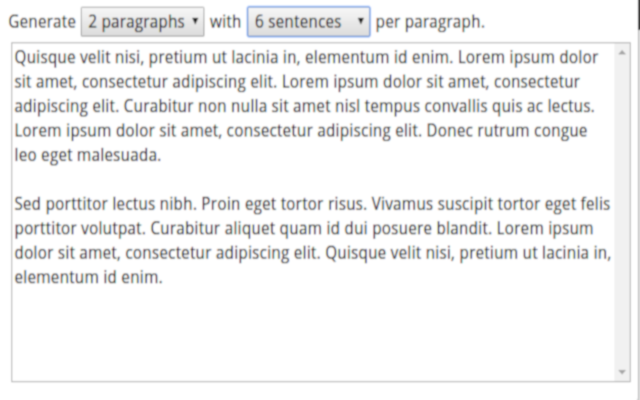 Generate 2 paragraphs with 6 sentences per paragraph.
Quisque velit nisi, pretium ut lacinia in, elementum id enim. Lorem ipsum dolor
sit amet, consectetur adipiscing elit. Lorem ipsum dolor sit amet, consectetur
adipiscing elit. Curabitur non nulla sit amet nisl tempus convallis quis ac lectus.
Lorem ipsum dolor sit amet, consectetur adipiscing elit. Donec rutrum congue
leo eget malesuada.
Sed porttitor lectus nibh. Proin eget tortor risus. Vivamus suscipit tortor eget felis
porttitor volutpat. Curabitur aliquet quam id dui posuere blandit. Lorem ipsum
dolor sit amet, consectetur adipiscing elit. Quisque velit nisi, pretium ut lacinia in,
elementum id enim.